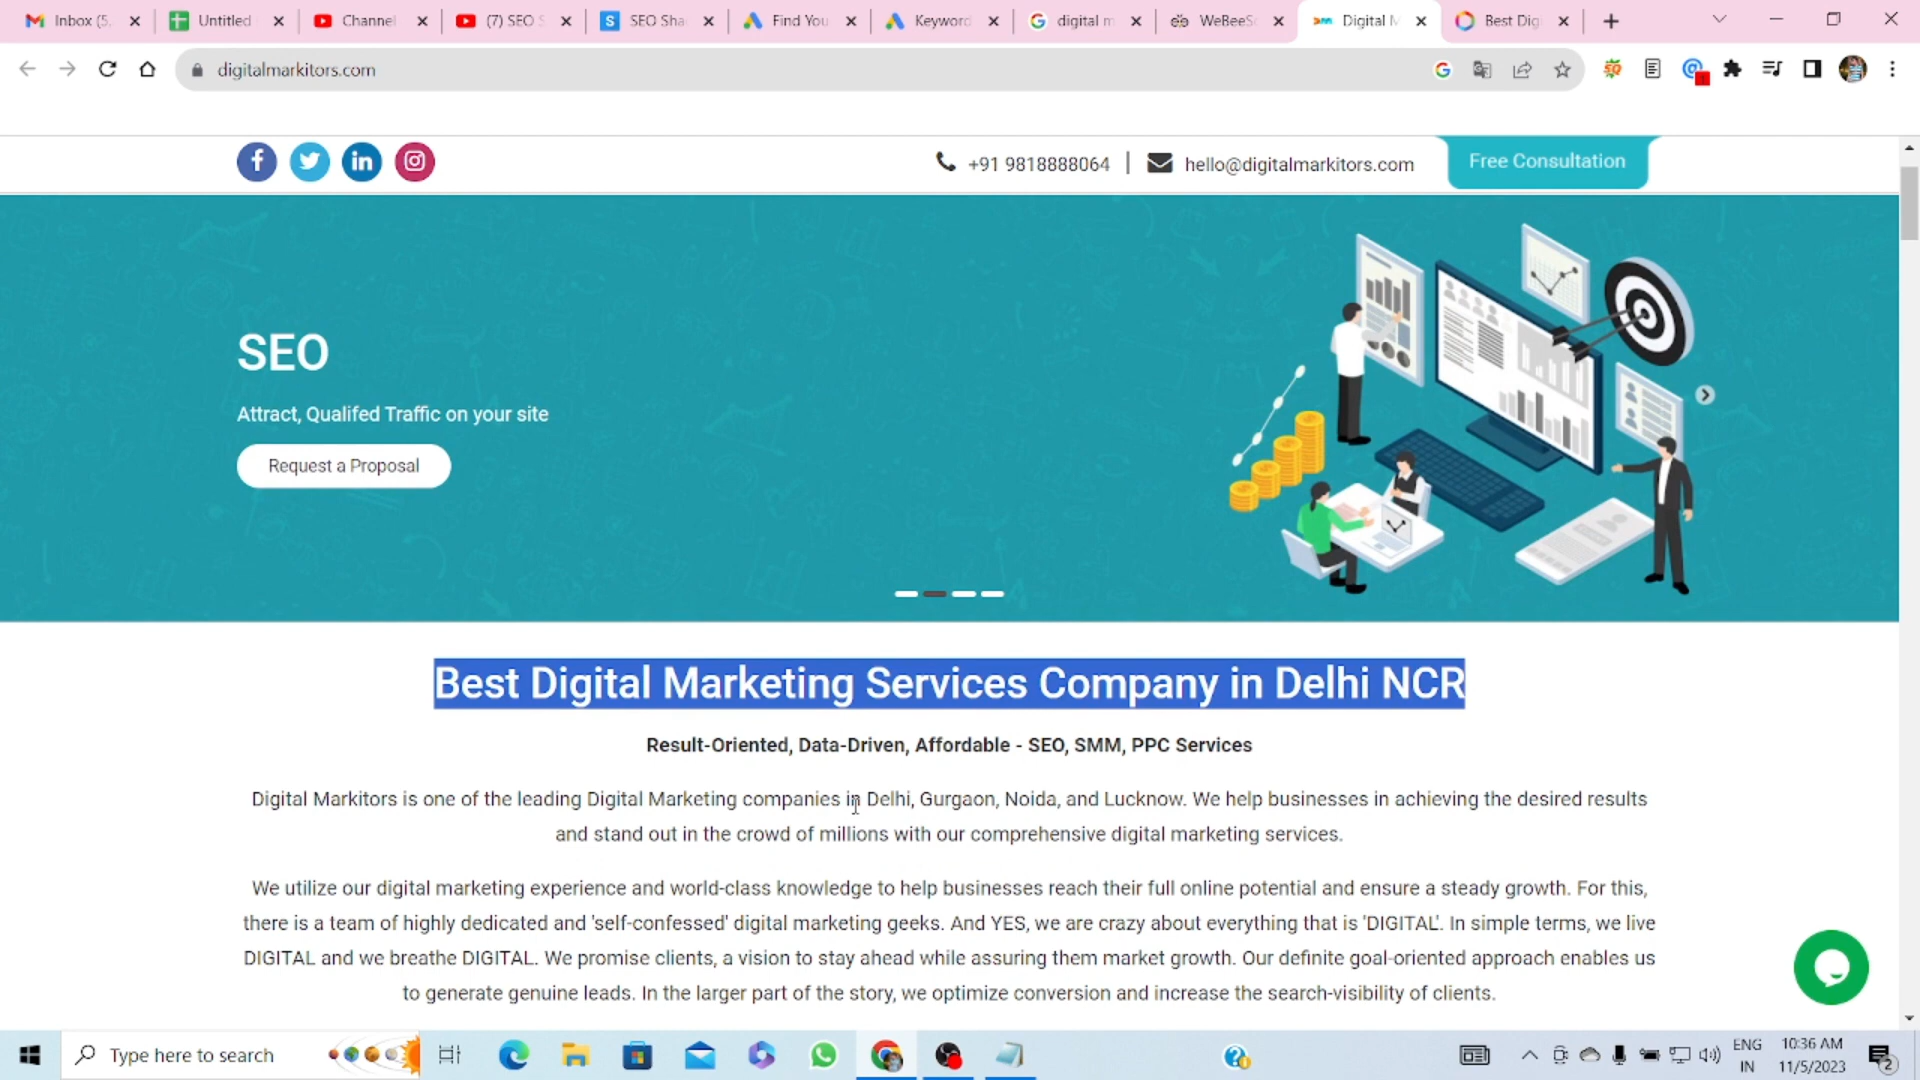 Inbox (5,
Untitled
Channel
(7) SEO S
SEO Sha
Find You
Keyword
digital m
WeBeeSo
Digital M
Best Dig
digitalmarkitors.com
+91 9818888064 | hello@digitalmarkitors.com
Free Consultation
SEO
Attract, Qualifed Traffic on your site
Request a Proposal
Best Digital Marketing Services Company in Delhi NCR
Result-Oriented, Data-Driven, Affordable - SEO, SMM, PPC Services
Digital Markitors is one of the leading Digital Marketing companies in Delhi, Gurgaon, Noida, and Lucknow. We help businesses in achieving the desired results
and stand out in the crowd of millions with our comprehensive digital marketing services.
We utilize our digital marketing experience and world-class knowledge to help businesses reach their full online potential and ensure a steady growth. For this,
there is a team of highly dedicated and 'self-confessed' digital marketing geeks. And YES, we are crazy about everything that is 'DIGITAL'. In simple terms, we live
DIGITAL and we breathe DIGITAL. We promise clients, a vision to stay ahead while assuring them market growth. Our definite goal-oriented approach enables us
to generate genuine leads. In the larger part of the story, we optimize conversion and increase the search-visibility of clients.
Type here to search
ENG
IN
10:36 AM
11/5/2023
2